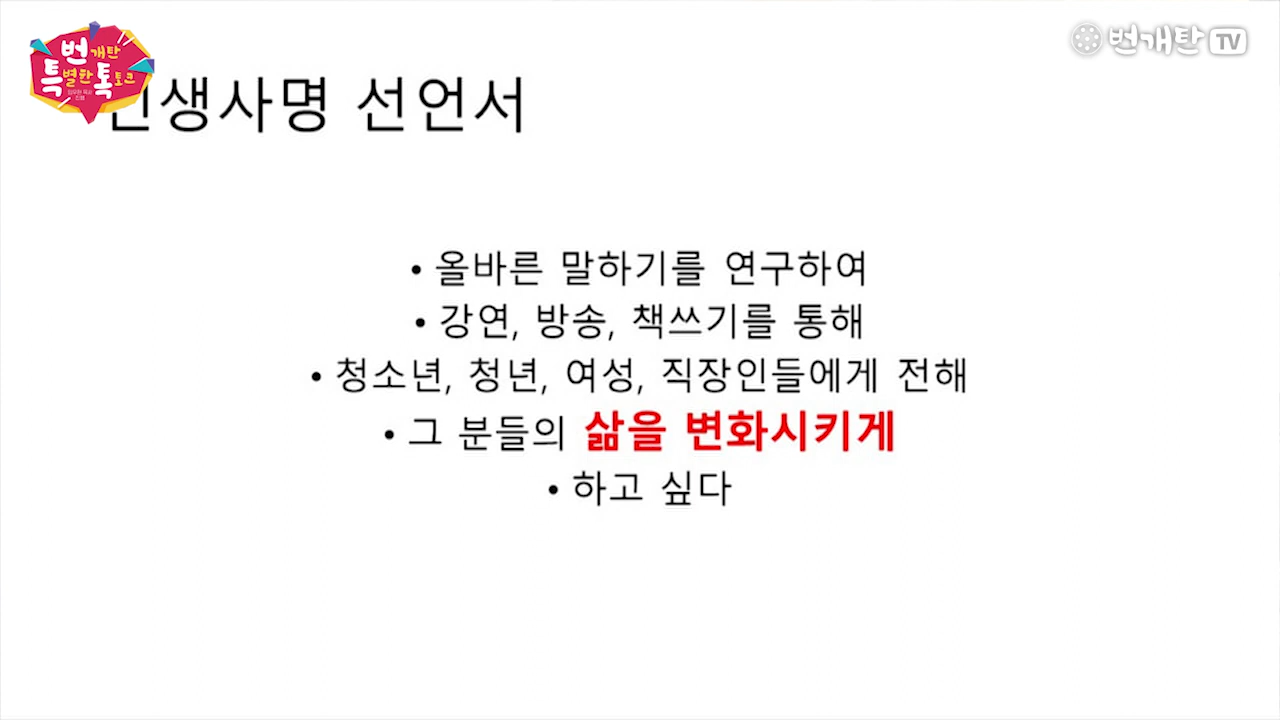 번개탄
특별한 톡토크
번개탄 TV
인생사명 선언서
• 올바른 말하기를 연구하여
• 강연, 방송, 책쓰기를 통해
• 청소년, 청년, 여성, 직장인들에게 전해
• 그 분들의 삶을 변화시키게
• 하고 싶다